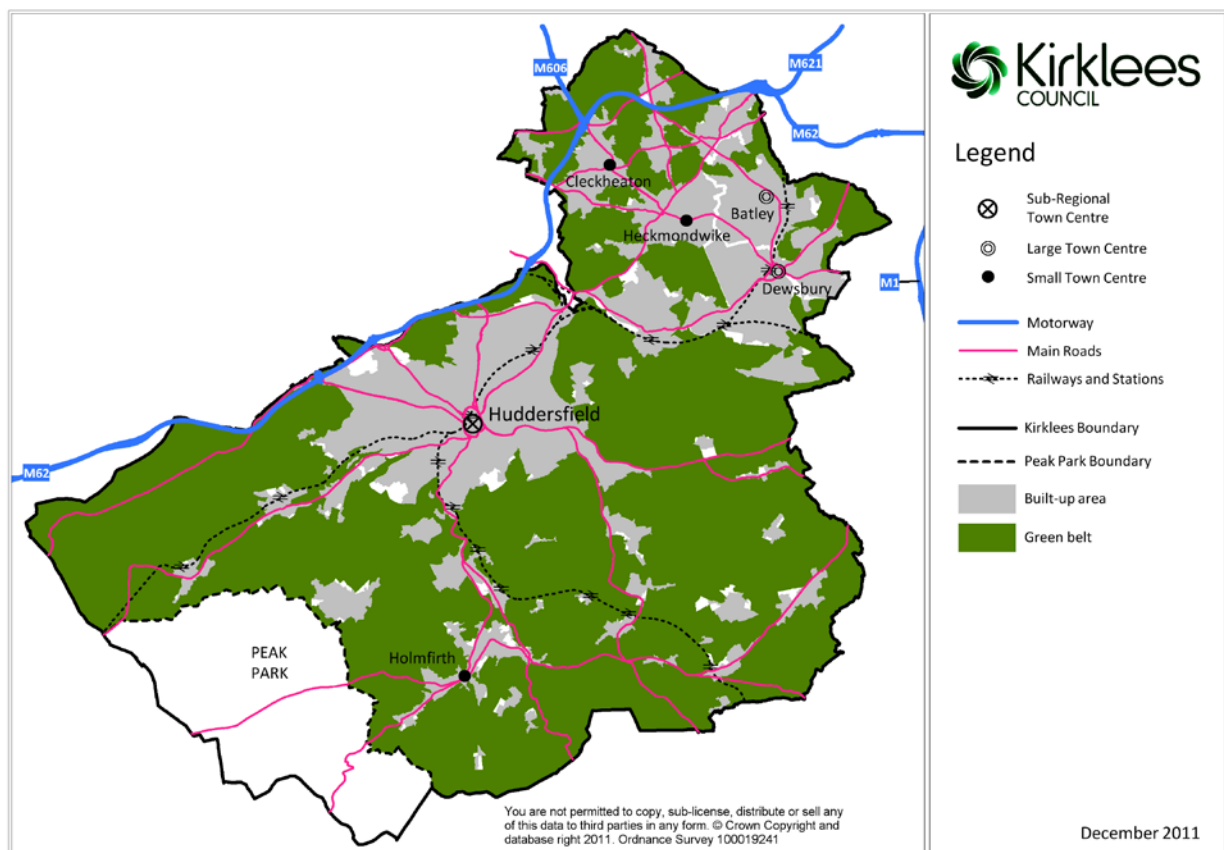 M606
M621
M62
Cleckheaton
Batley
Heckmondwike
Dewsbury
M1
Huddersfield
M62
PEAK
PARK
Holmfirth
You are not permitted to copy, sub-license, distribute or sell any
of this data to third parties in any form. © Crown Copyright and
database right 2011. Ordnance Survey 100019241
Kirklees
COUNCIL
Legend
Sub-Regional
Town Centre
Large Town Centre
Small Town Centre
Motorway
Main Roads
Railways and Stations
Kirklees Boundary
Peak Park Boundary
Built-up area
Green belt
December 2011